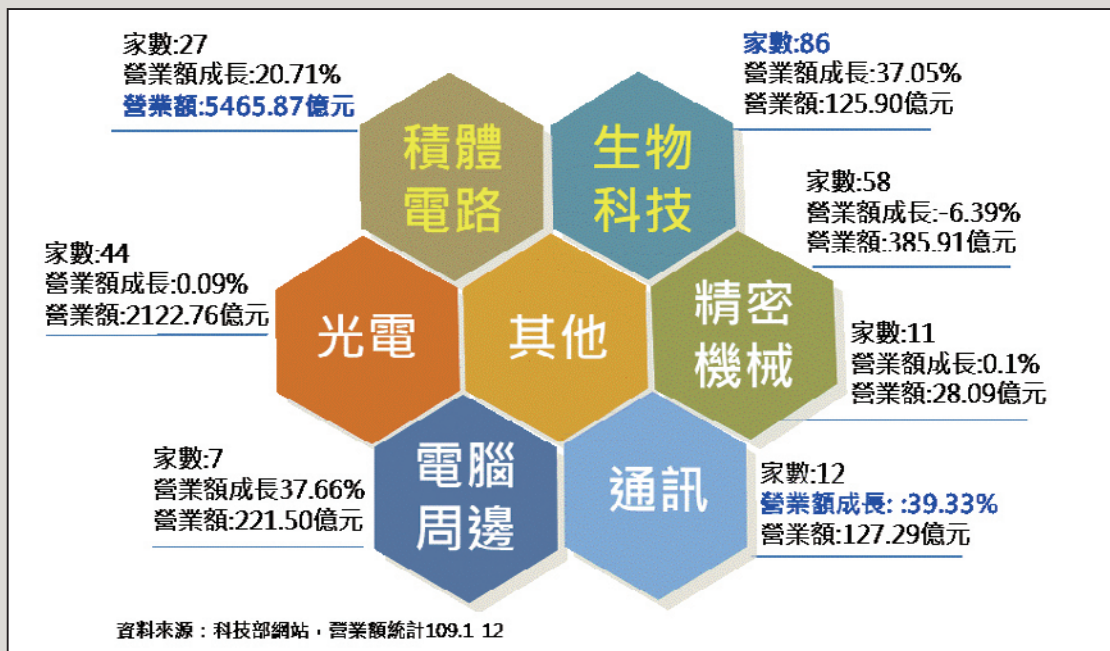 家數:27
營業額成長:20.71%
營業額:5465.87億元
家數:86
營業額成長:37.05%
營業額:125.90億元
積體
電路
生物
科技
家數:58
營業額成長:-6.39%
營業額:385.91億元
家數:44
營業額成長:0.09%
營業額:2122.76億元
光電
其他
精密
機械
家數:11
營業額成長:0.1%
營業額:28.09億元
家數:7
營業額成長37.66%
營業額:221.50億元
電腦
周邊
通訊
家數:12
營業額成長: :39.33%
營業額:127.29億元
資料來源：科技部網站，營業額統計109.1 12